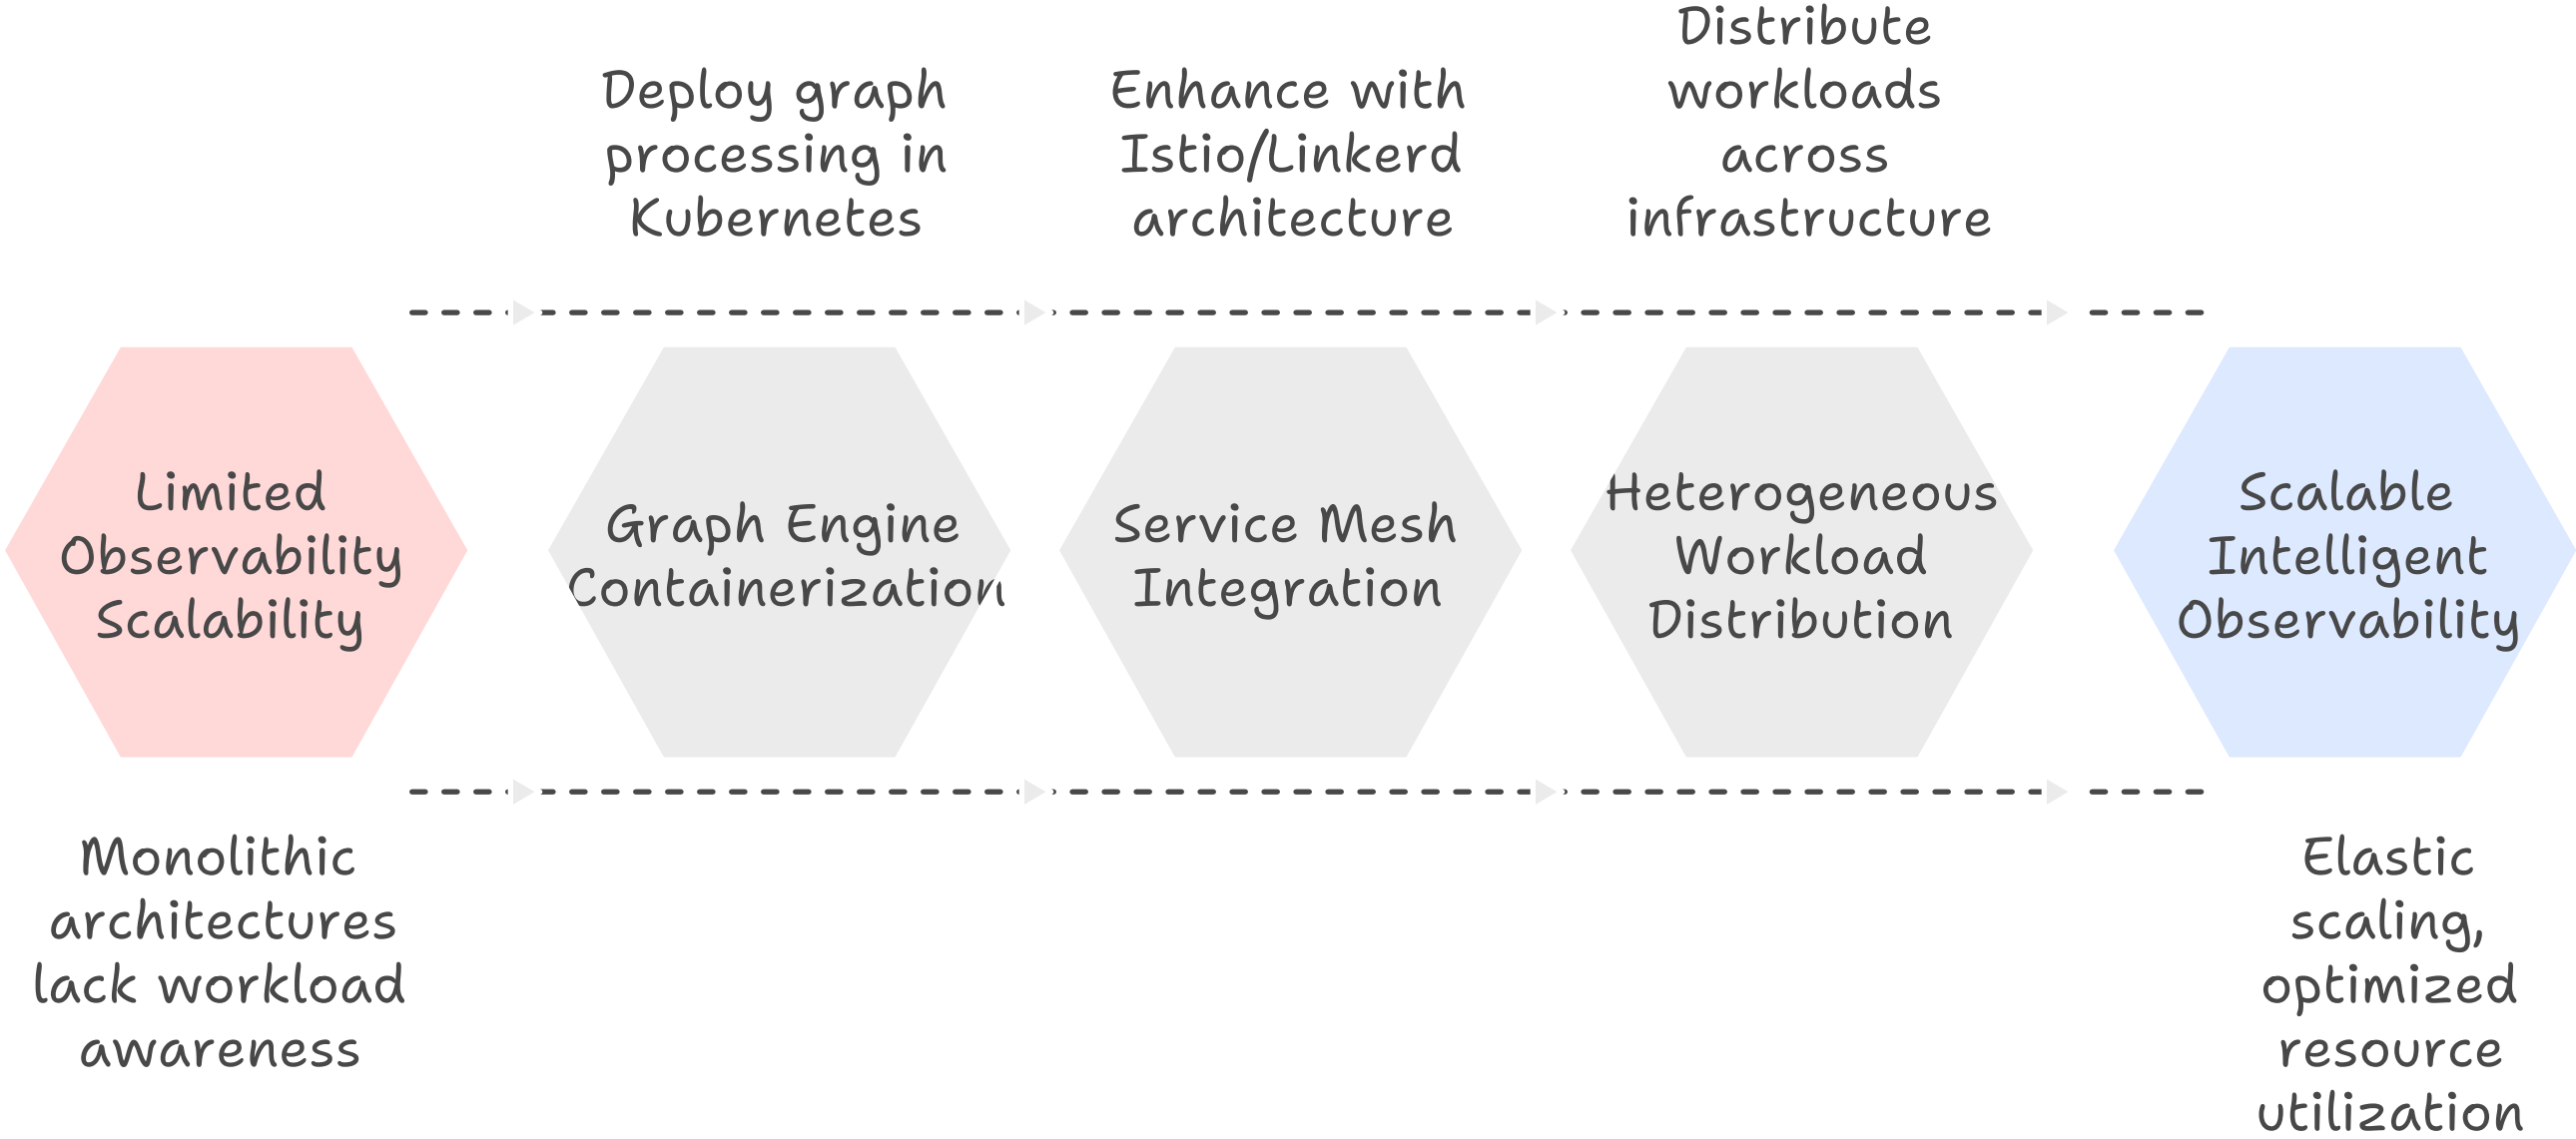 Deploy graph
processing in
Kubernetes
Enhance with
Istio/Linkerd
architecture
Distribute
workloads
across
infrastructure
Limited
Observability
Scalability
Graph Engine
Containerization
Service Mesh
Integration
Heterogeneous
Workload
Distribution
Scalable
Intelligent
Observability
Monolithic
architectures
lack workload
awareness
Elastic
scaling,
optimized
resource
utilization